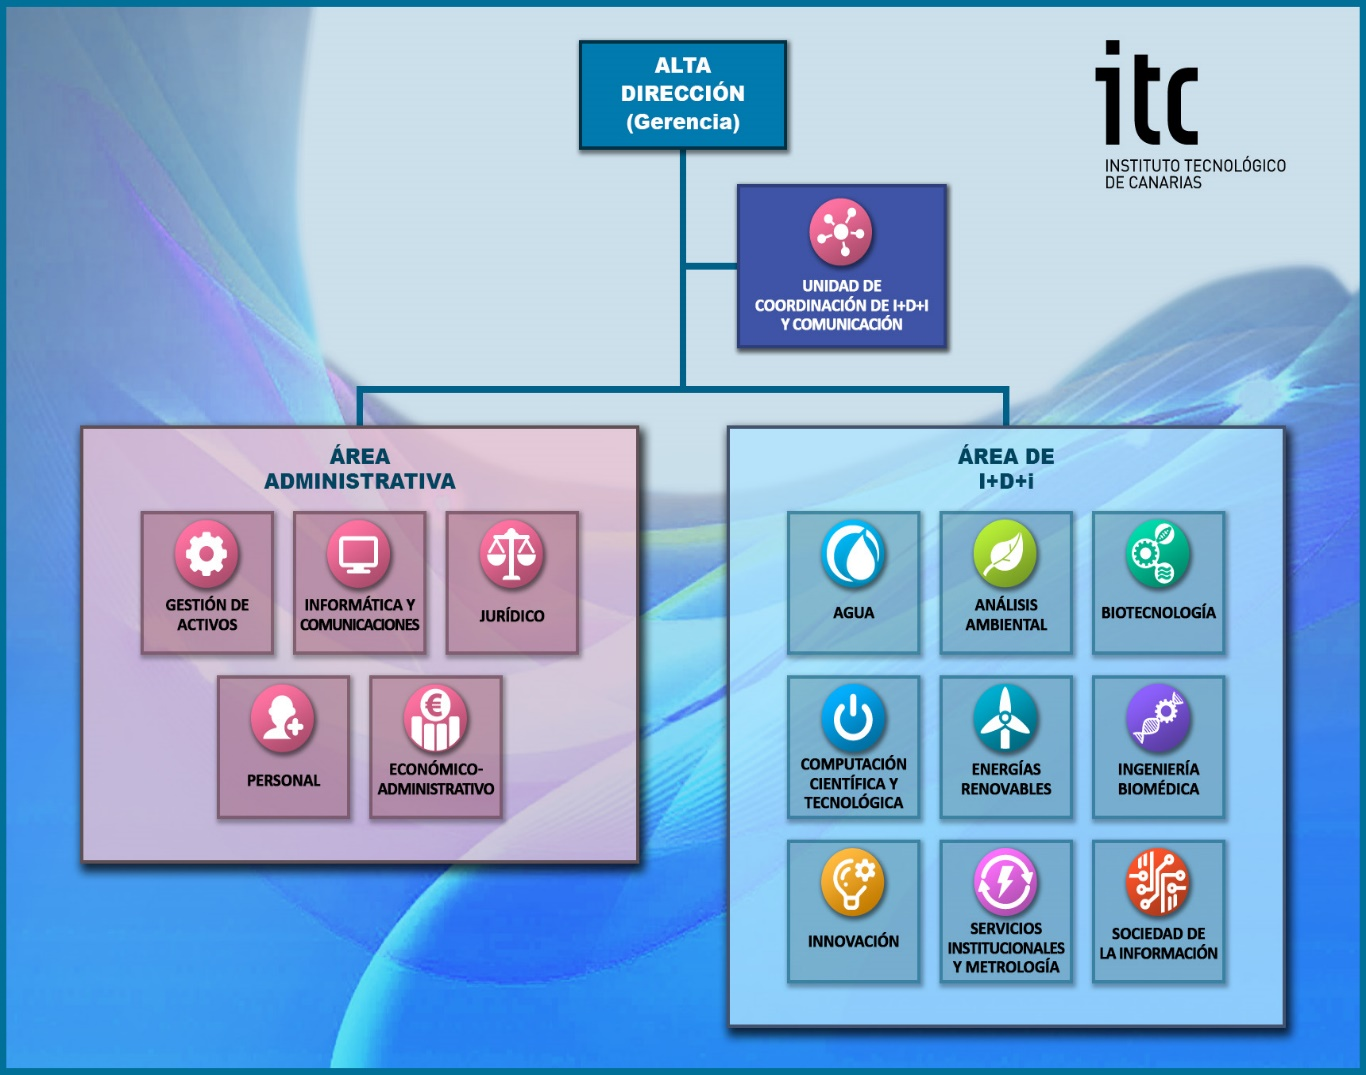 ALTA
DIRECCIÓN
(Gerencia)
itc
INSTITUTO TECNOLÓGICO
DE CANARIAS
UNIDAD DE
COORDINACIÓN DE I+D+I
Y COMUNICACIÓN
ÁREA
ADMINISTRATIVA
GESTIÓN DE
ACTIVOS
INFORMÁTICA Y
COMUNICACIONES
JURÍDICO
PERSONAL
€
ECONÓMICO-
ADMINISTRATIVO
ÁREA DE
I+D+i
AGUA
ANÁLISIS
AMBIENTAL
BIOTECNOLOGÍA
COMPUTACIÓN
CIENTÍFICA Y
TECNOLÓGICA
ENERGÍAS
RENOVABLES
INGENIERÍA
BIOMÉDICA
INNOVACIÓN
SERVICIOS
INSTITUCIONALES
Y METROLOGÍA
SOCIEDAD DE
LA INFORMACIÓN